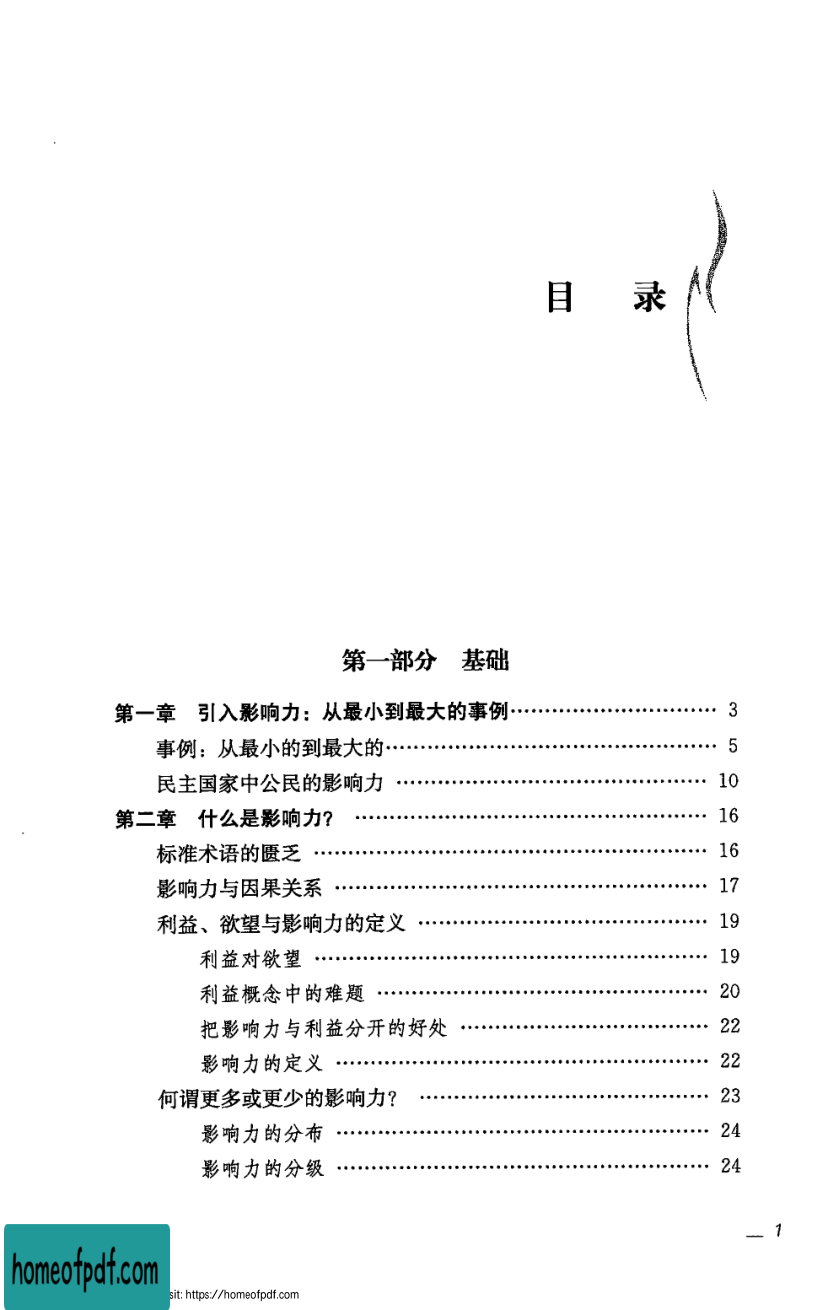 目 录
第一部分 基础
第一章 引入影响力：从最小到最大的事例…………………………… 3
事例：从最小的到最大的…………………………………………… 5
民主国家中公民的影响力 ………………………………………… 10
第二章 什么是影响力？ ……………………………………………… 16
标准术语的匮乏 …………………………………………………… 16
影响力与因果关系 ………………………………………………… 17
利益、欲望与影响力的定义 ……………………………………… 19
利益对欲望 …………………………………………………… 19
利益概念中的难题 …………………………………………… 20
把影响力与利益分开的好处 ………………………………… 22
影响力的定义 ………………………………………………… 22
何谓更多或更少的影响力？ ……………………………………… 23
影响力的分布 ………………………………………………… 24
影响力的分级 ………………………………………………… 24
— 1
homeofpdf.com
sit: https://homeofpdf.com